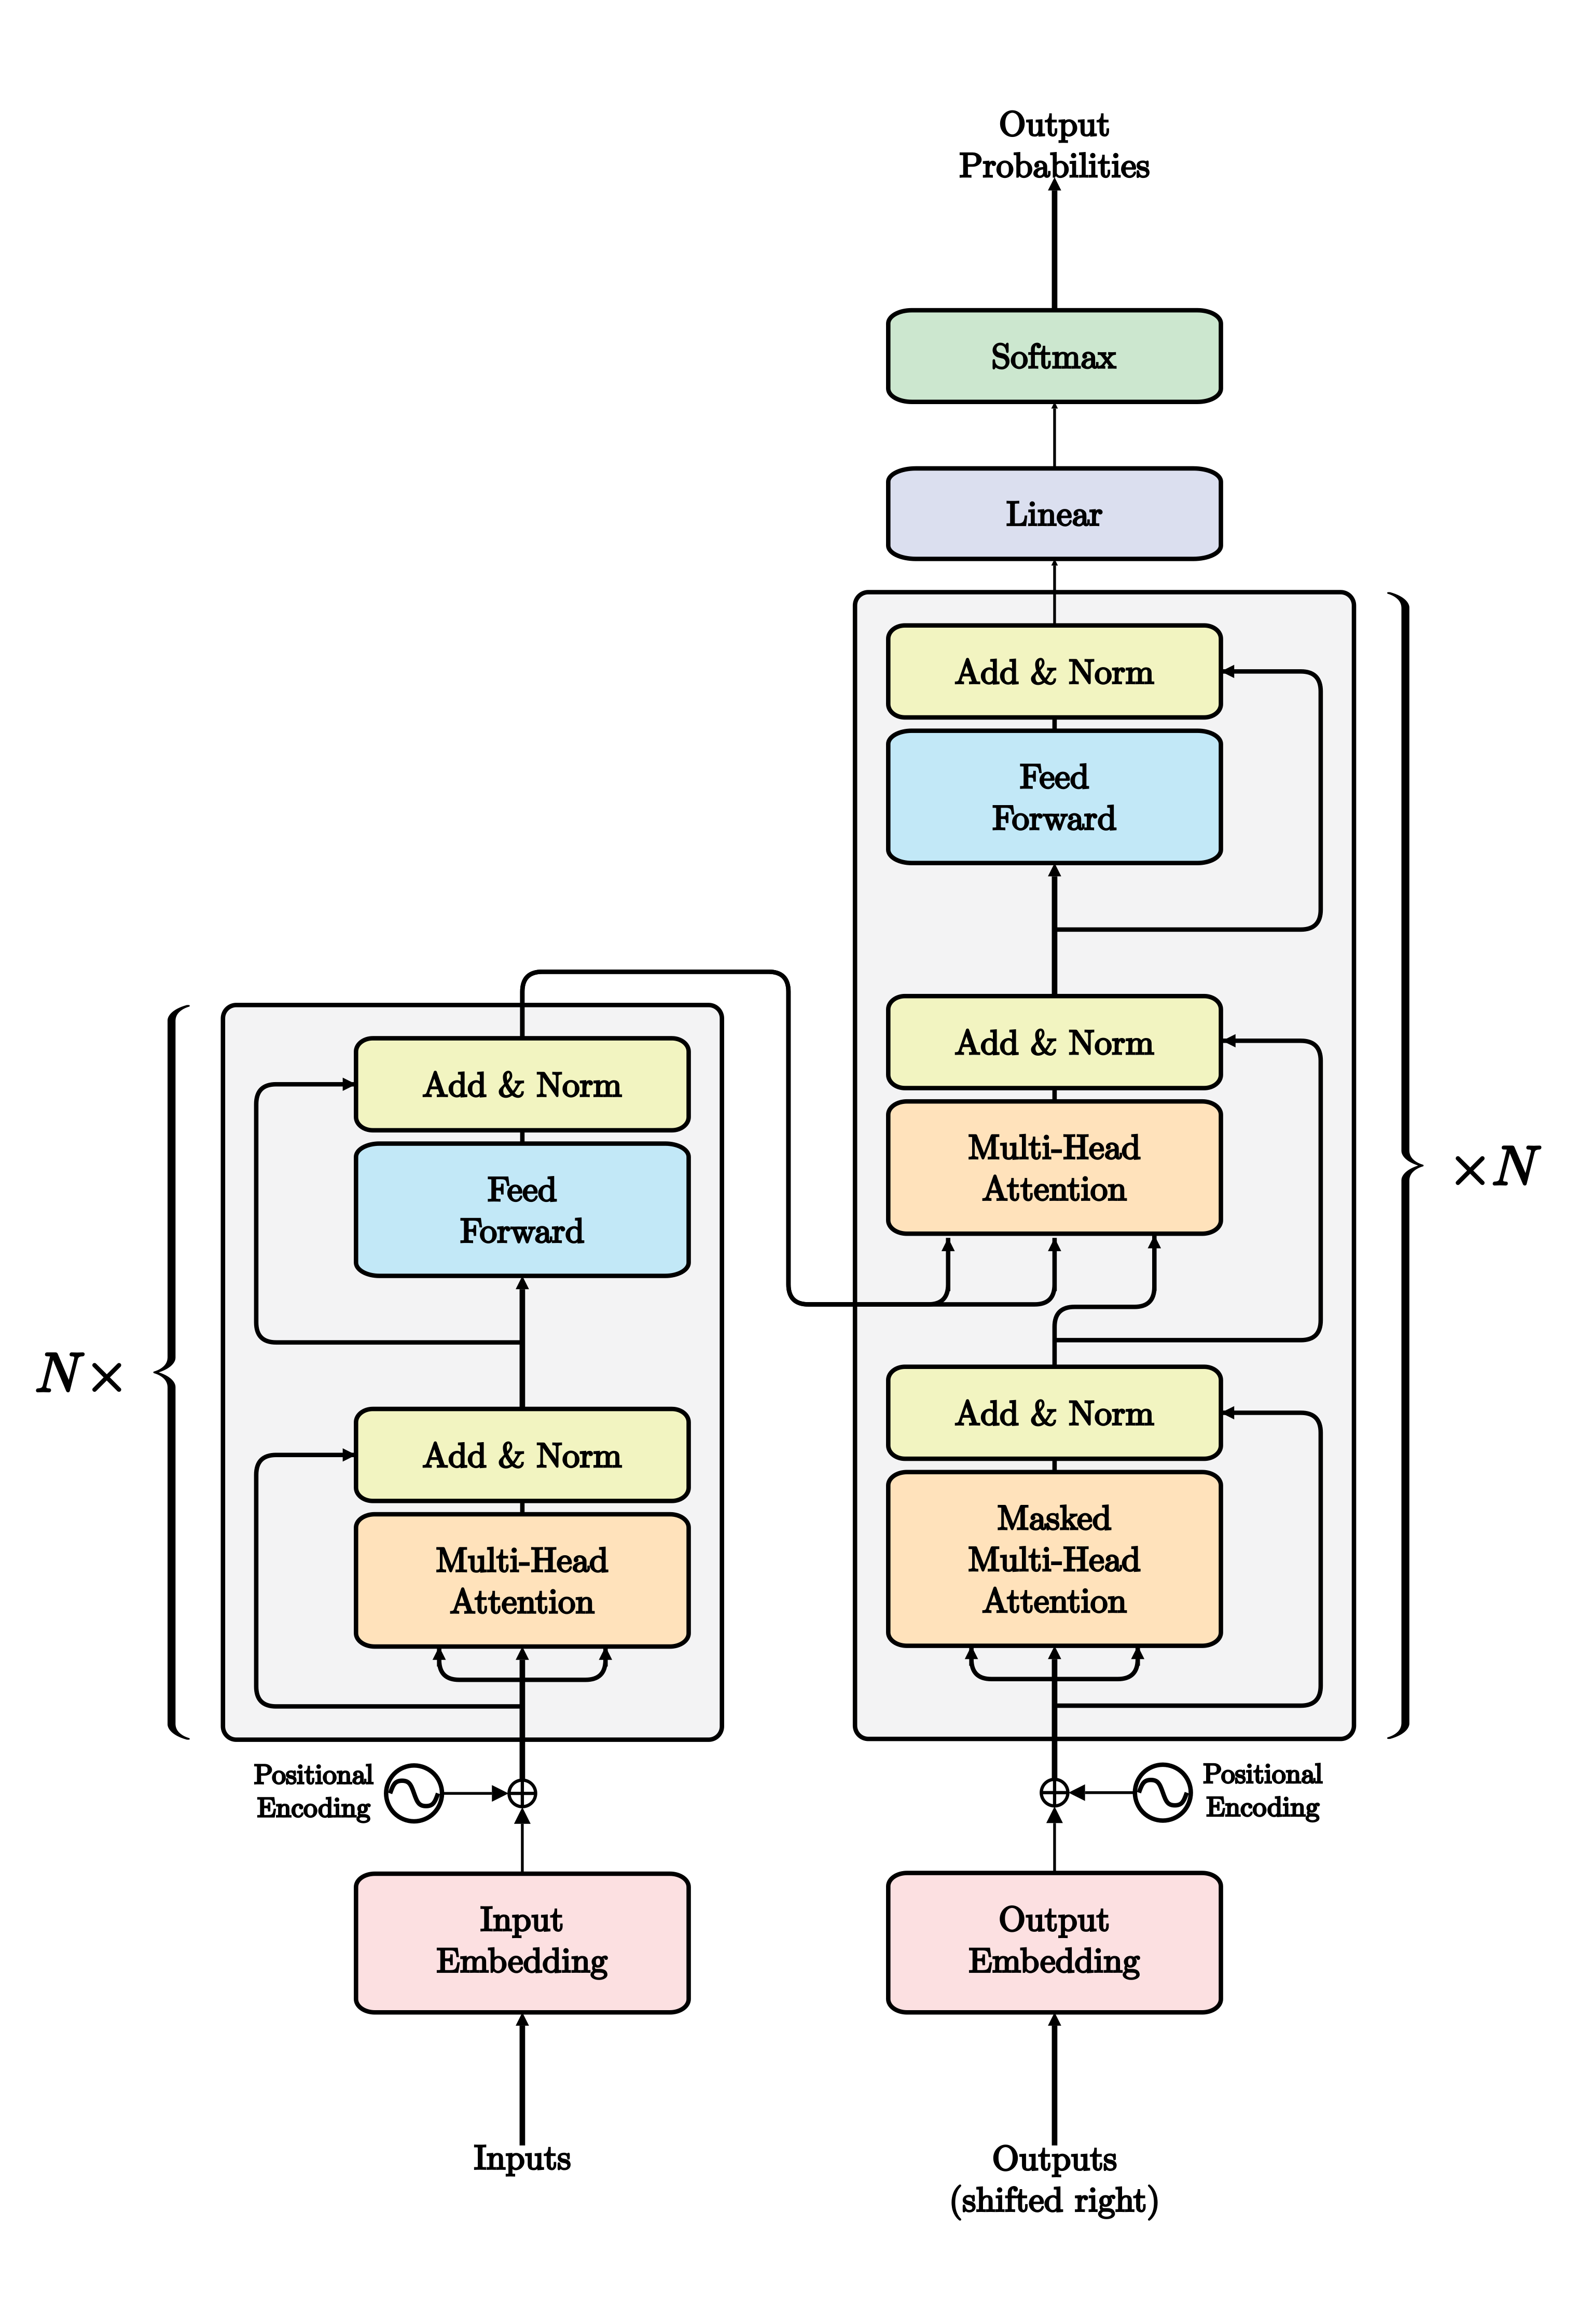 Output
Probabilities
Softmax
Linear
Add & Norm
Feed
Forward
Add & Norm
Multi-Head
Attention
Add & Norm
Masked
Multi-Head
Attention
×N
Add & Norm
Feed
Forward
Add & Norm
Multi-Head
Attention
N×
Positional
Encoding
Positional
Encoding
Input
Embedding
Output
Embedding
Inputs
Outputs
(shifted right)